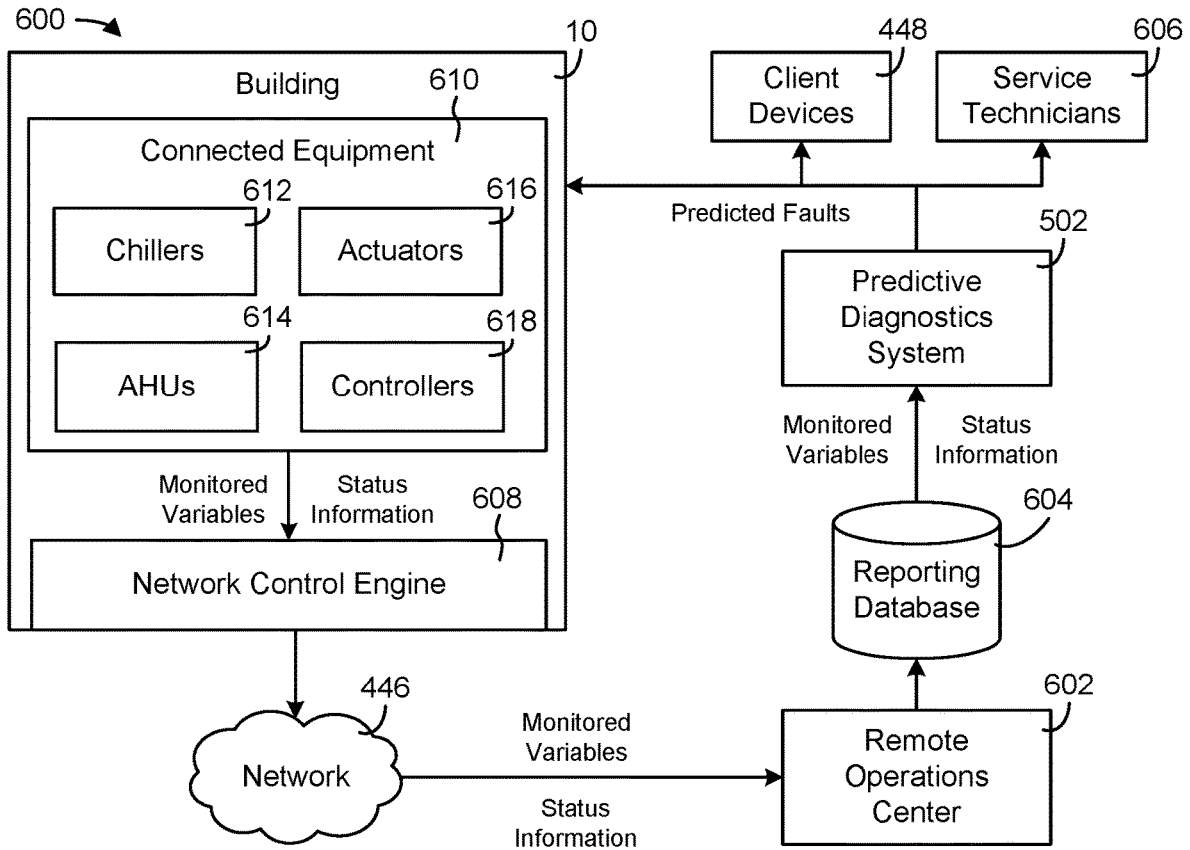 600
10
Building
610
Connected Equipment
612
Chillers
616
Actuators
614
AHUs
618
Controllers
Monitored
Variables
Status
Information
608
Network Control Engine
446
Network
Monitored
Variables
Status
Information
448
Client
Devices
606
Service
Technicians
Predicted Faults
502
Predictive
Diagnostics
System
Monitored
Variables
Status
Information
604
Reporting
Database
602
Remote
Operations
Center